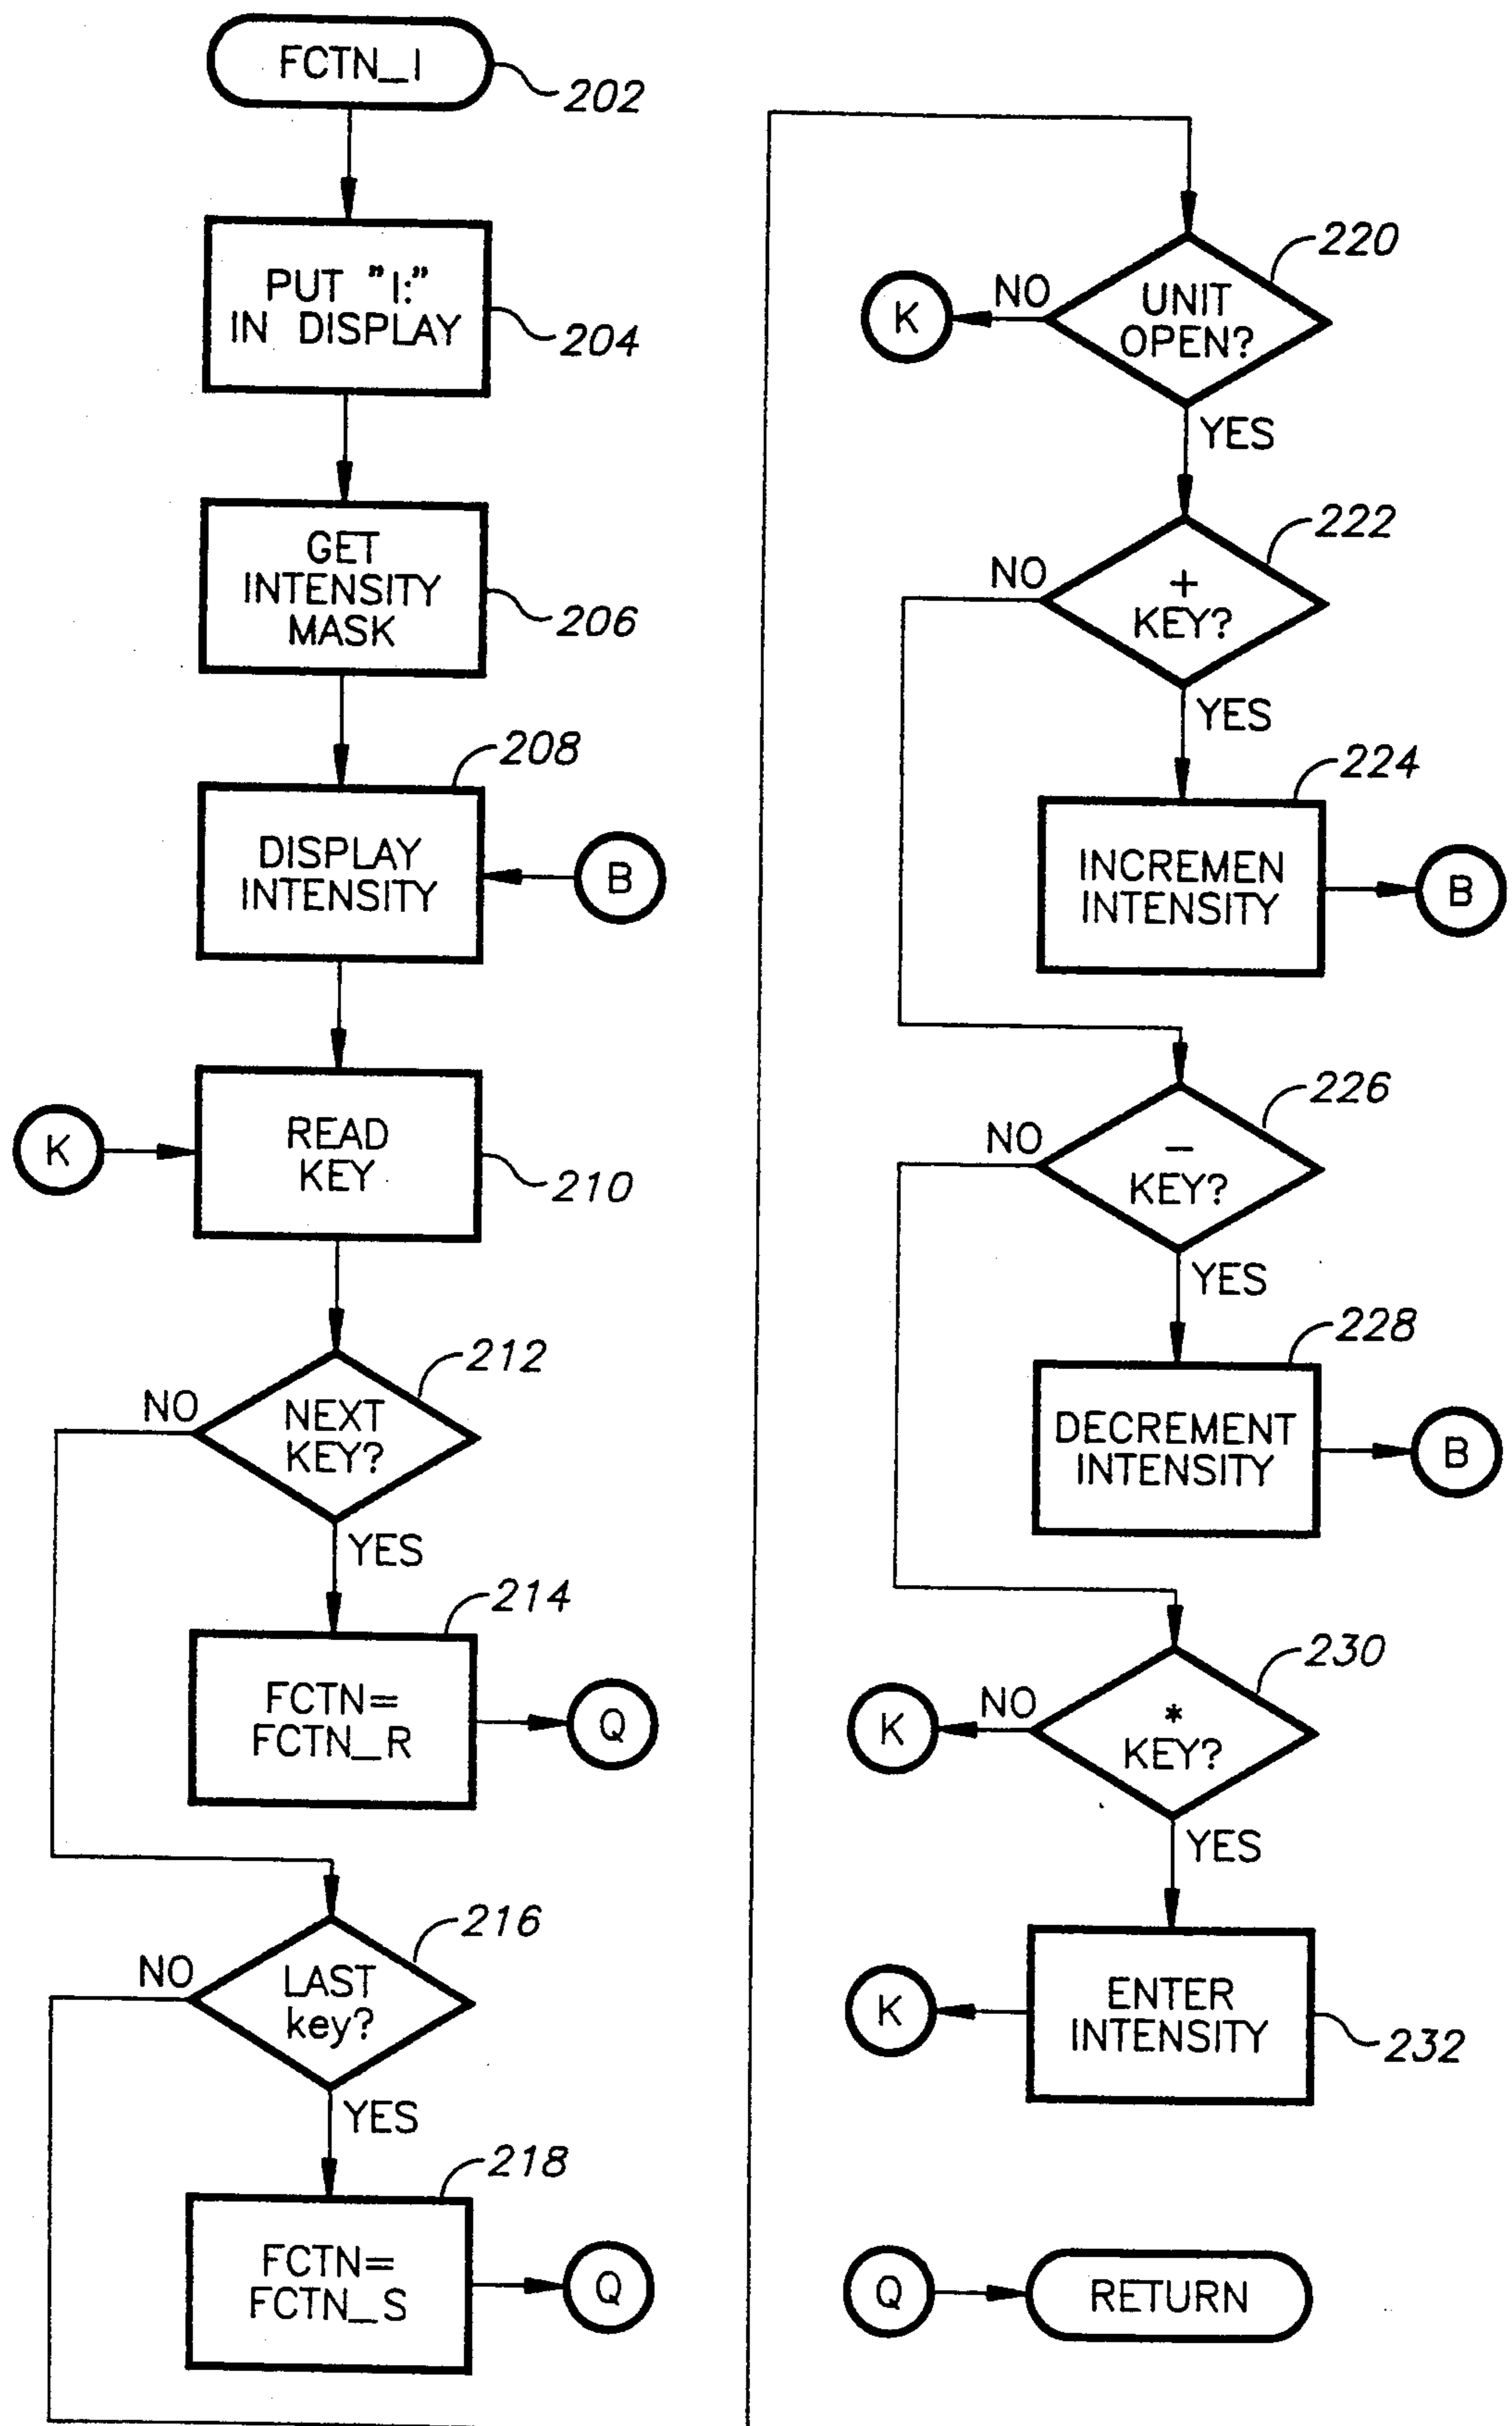 FCTN_I
202
PUT "I:"
IN DISPLAY
204
GET
INTENSITY
MASK
206
208
DISPLAY
INTENSITY
B
K
READ
KEY
210
212
NO
NEXT
KEY?
YES
214
FCTN=
FCTN_R
Q
216
NO
LAST
key?
YES
218
FCTN=
FCTN_S
Q
220
K
NO
UNIT
OPEN?
YES
222
NO
+
KEY?
YES
224
INCREMEN
INTENSITY
B
226
NO
–
KEY?
YES
228
DECREMENT
INTENSITY
B
230
K
NO
*
KEY?
YES
K
ENTER
INTENSITY
232
Q
RETURN